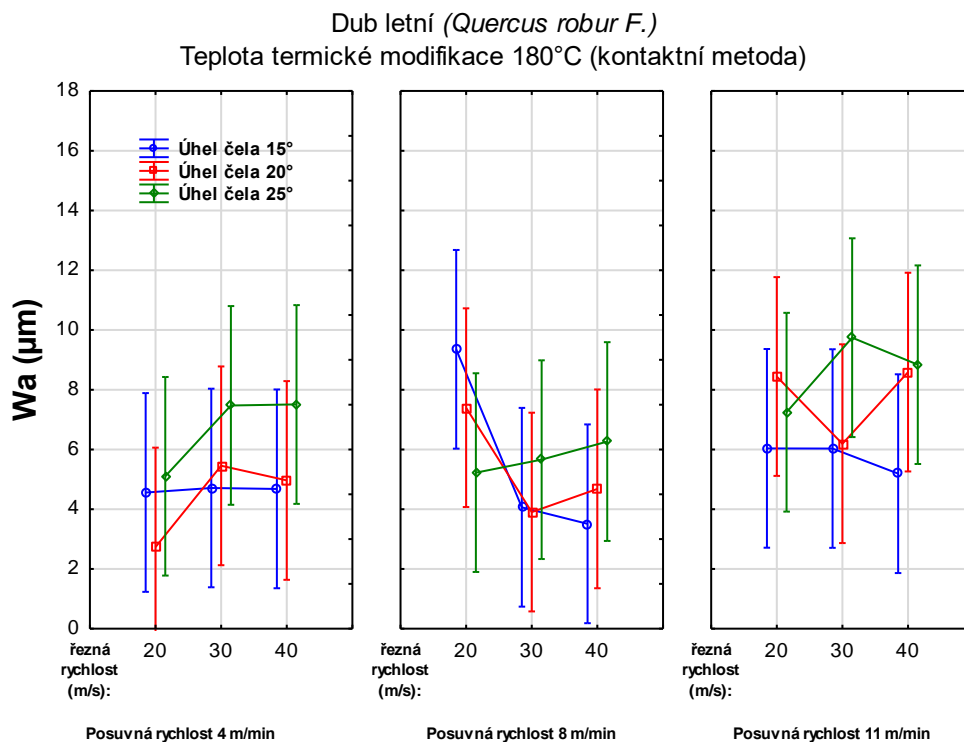 Dub letní (Quercus robur F.)
Teplota termické modifikace 180°C (kontaktní metoda)
Wa (μm)
18
16
14
12
10
8
6
4
2
0
Úhel čela 15°
Úhel čela 20°
Úhel čela 25°
řezná rychlost (m/s):
20 30 40
Posuvná rychlost 4 m/min
řezná rychlost (m/s):
20 30 40
Posuvná rychlost 8 m/min
řezná rychlost (m/s):
20 30 40
Posuvná rychlost 11 m/min